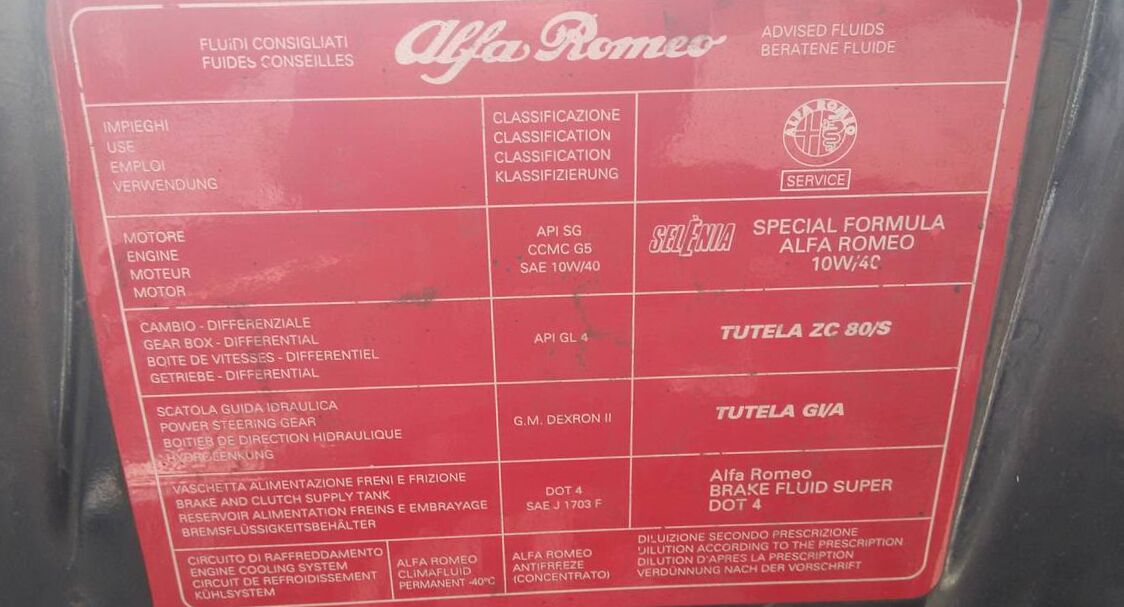 FLUIDI CONSIGLIATI
FUIDES CONSEILLES
Alfa Romeo
ADVISED FLUIDS
BERATENE FLUIDE
IMPIEGHI
USE
EMPLOI
VERWENDUNG
CLASSIFICAZIONE
CLASSIFICATION
CLASSIFICATION
KLASSIFIZIERUNG
ALFA ROMEO
SERVICE
MOTORE
ENGINE
MOTEUR
MOTOR
API SG
CCMC G5
SAE 10W/40
SELÈNIA
SPECIAL FORMULA
ALFA ROMEO
10W/40
CAMBIO - DIFFERENZIALE
GEAR BOX - DIFFERENTIAL
BOITE DE VITESSES - DIFFERENTIEL
GETRIEBE - DIFFERENTIAL
API GL 4
TUTELA ZC 80/S
SCATOLA GUIDA IDRAULICA
POWER STEERING GEAR
BOITIER DE DIRECTION HIDRAULIQUE
HYDROLENKUNG
G.M. DEXRON II
TUTELA GI/A
VASCHETTA ALIMENTAZIONE FRENI E FRIZIONE
BRAKE AND CLUTCH SUPPLY TANK
RESERVOIR ALIMENTATION FREINS E EMBRAYAGE
BREMSFLÜSSIGKEITSBEHÄLTER
DOT 4
SAE J 1703 F
Alfa Romeo
BRAKE FLUID SUPER
DOT 4
CIRCUITO DI RAFFREDDAMENTO
ENGINE COOLING SYSTEM
CIRCUIT DE REFROIDISSEMENT
KÜHLSYSTEM
ALFA ROMEO
CLIMAFLUID
PERMANENT -40°C
ALFA ROMEO
ANTIFRREZE
(CONCENTRATO)
DILUIZIONE SECONDO PRESCRIZIONE
DILUTION ACCORDING TO THE PRESCRIPTION
DILUTION D'APRES LA PRESCRIPTION
VERDÜNNUNG NACH DER VORSCHRIFT